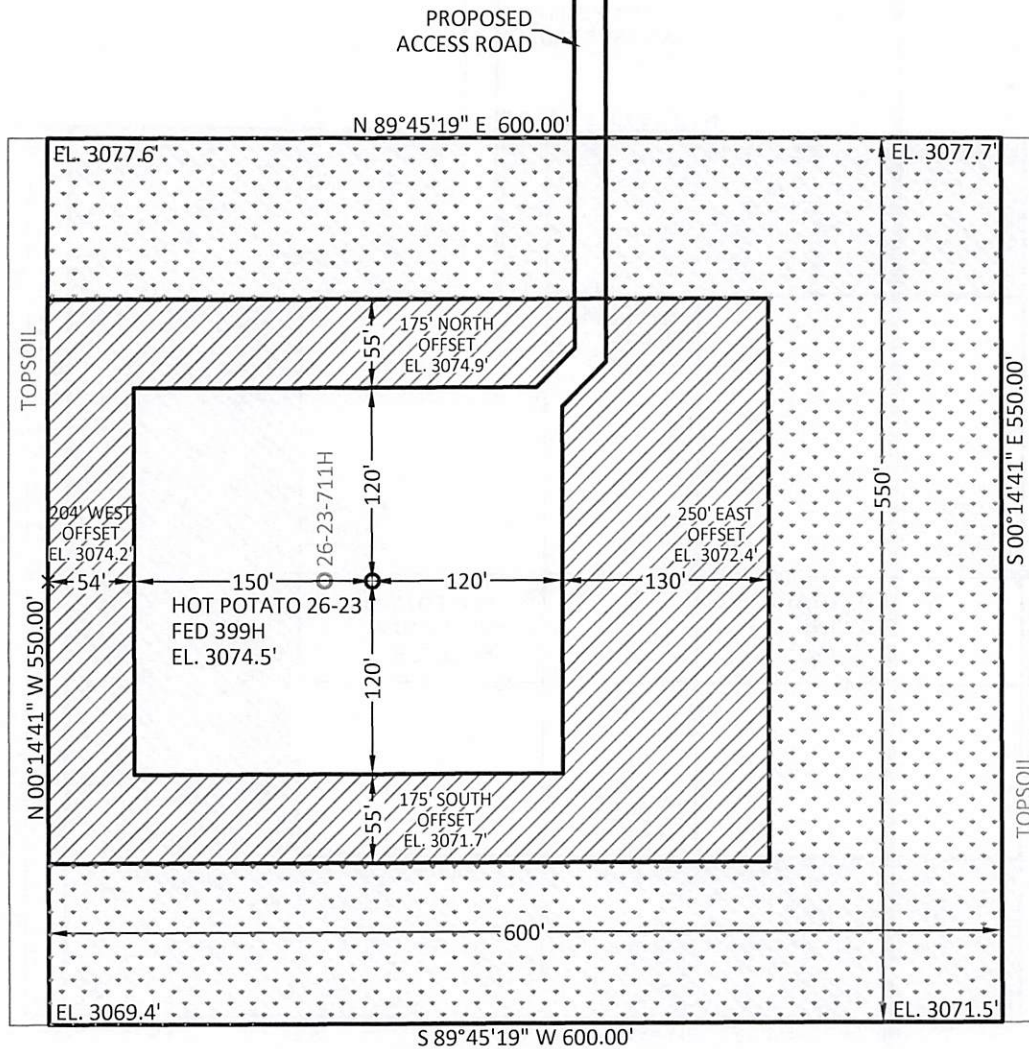 PROPOSED
ACCESS ROAD
N 89°45'19" E 600.00'
EL. 3077.6'
EL. 3077.7'
TOPSOIL
55'
175' NORTH
OFFSET
EL. 3074.9'
120'
26-23-711H
204' WEST
OFFSET
EL. 3074.2'
250' EAST
OFFSET
EL. 3072.4'
550'
S 00°14'41" E 550.00'
54'
150'
120'
130'
HOT POTATO 26-23
FED 399H
EL. 3074.5'
120'
N 00°14'41" W 550.00'
55'
175' SOUTH
OFFSET
EL. 3071.7'
TOPSOIL
600'
EL. 3069.4'
EL. 3071.5'
S 89°45'19" W 600.00'